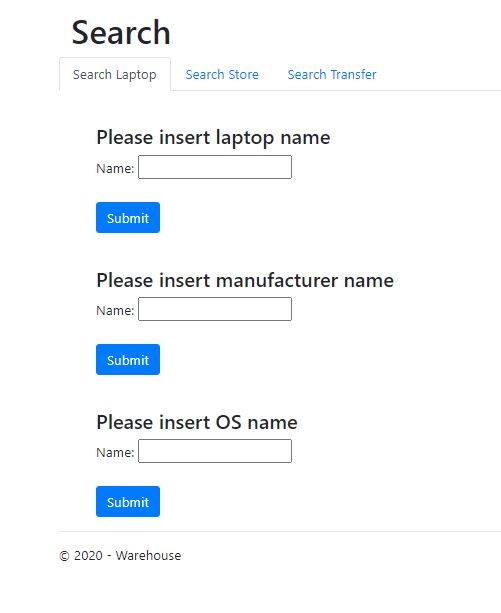 Search
Search Laptop Search Store Search Transfer
Please insert laptop name
Name:
Submit
Please insert manufacturer name
Name:
Submit
Please insert OS name
Name:
Submit
© 2020 - Warehouse